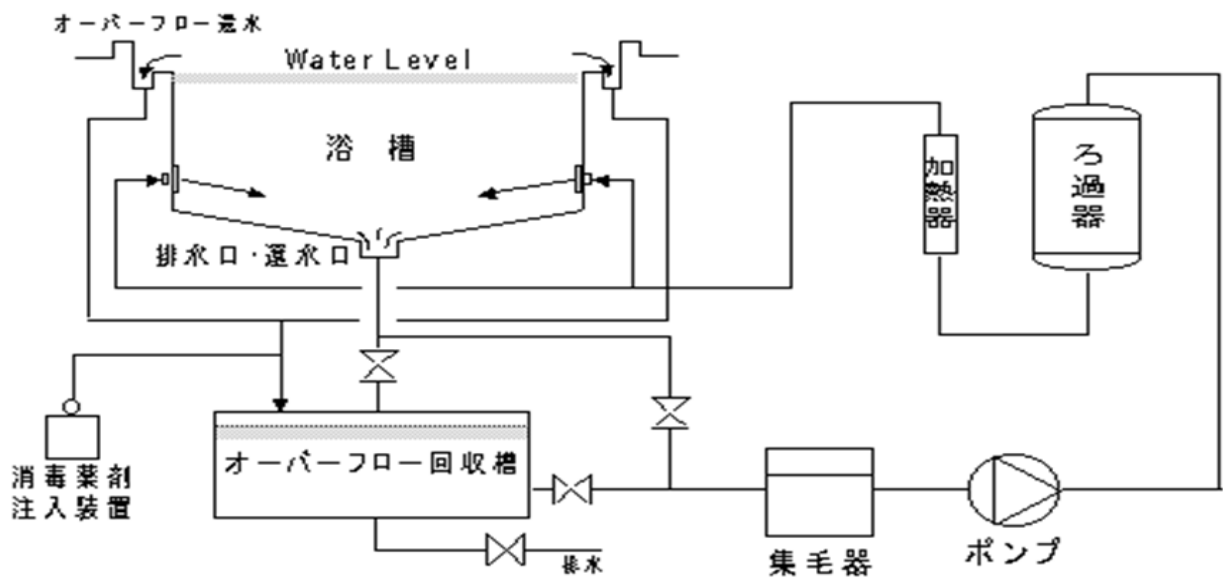 オーバーフロー還水
Water Level
浴槽
加熱器
ろ過器
排水口・還水口
消毒薬剤
注入装置
オーバーフロー回収槽
排水
集毛器
ポンプ